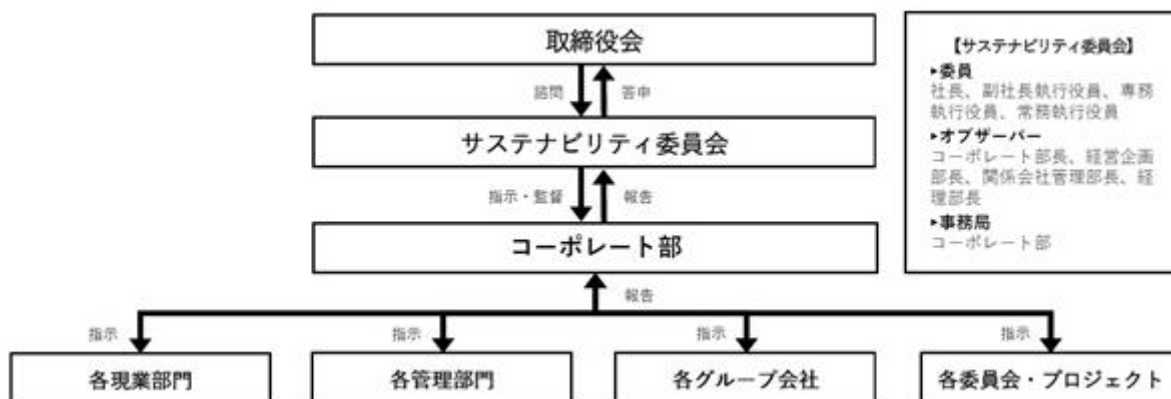 取締役会
諮問
答申
サステナビリティ委員会
指示・監督
報告
コーポレート部
報告
指示
指示
指示
指示
各現業部門
各管理部門
各グループ会社
各委員会・プロジェクト
【サステナビリティ委員会】
▸委員
社長、副社長執行役員、専務
執行役員、常務執行役員
▸オブザーバー
コーポレート部長、経営企画
部長、関係会社管理部長、経
理部長
▸事務局
コーポレート部